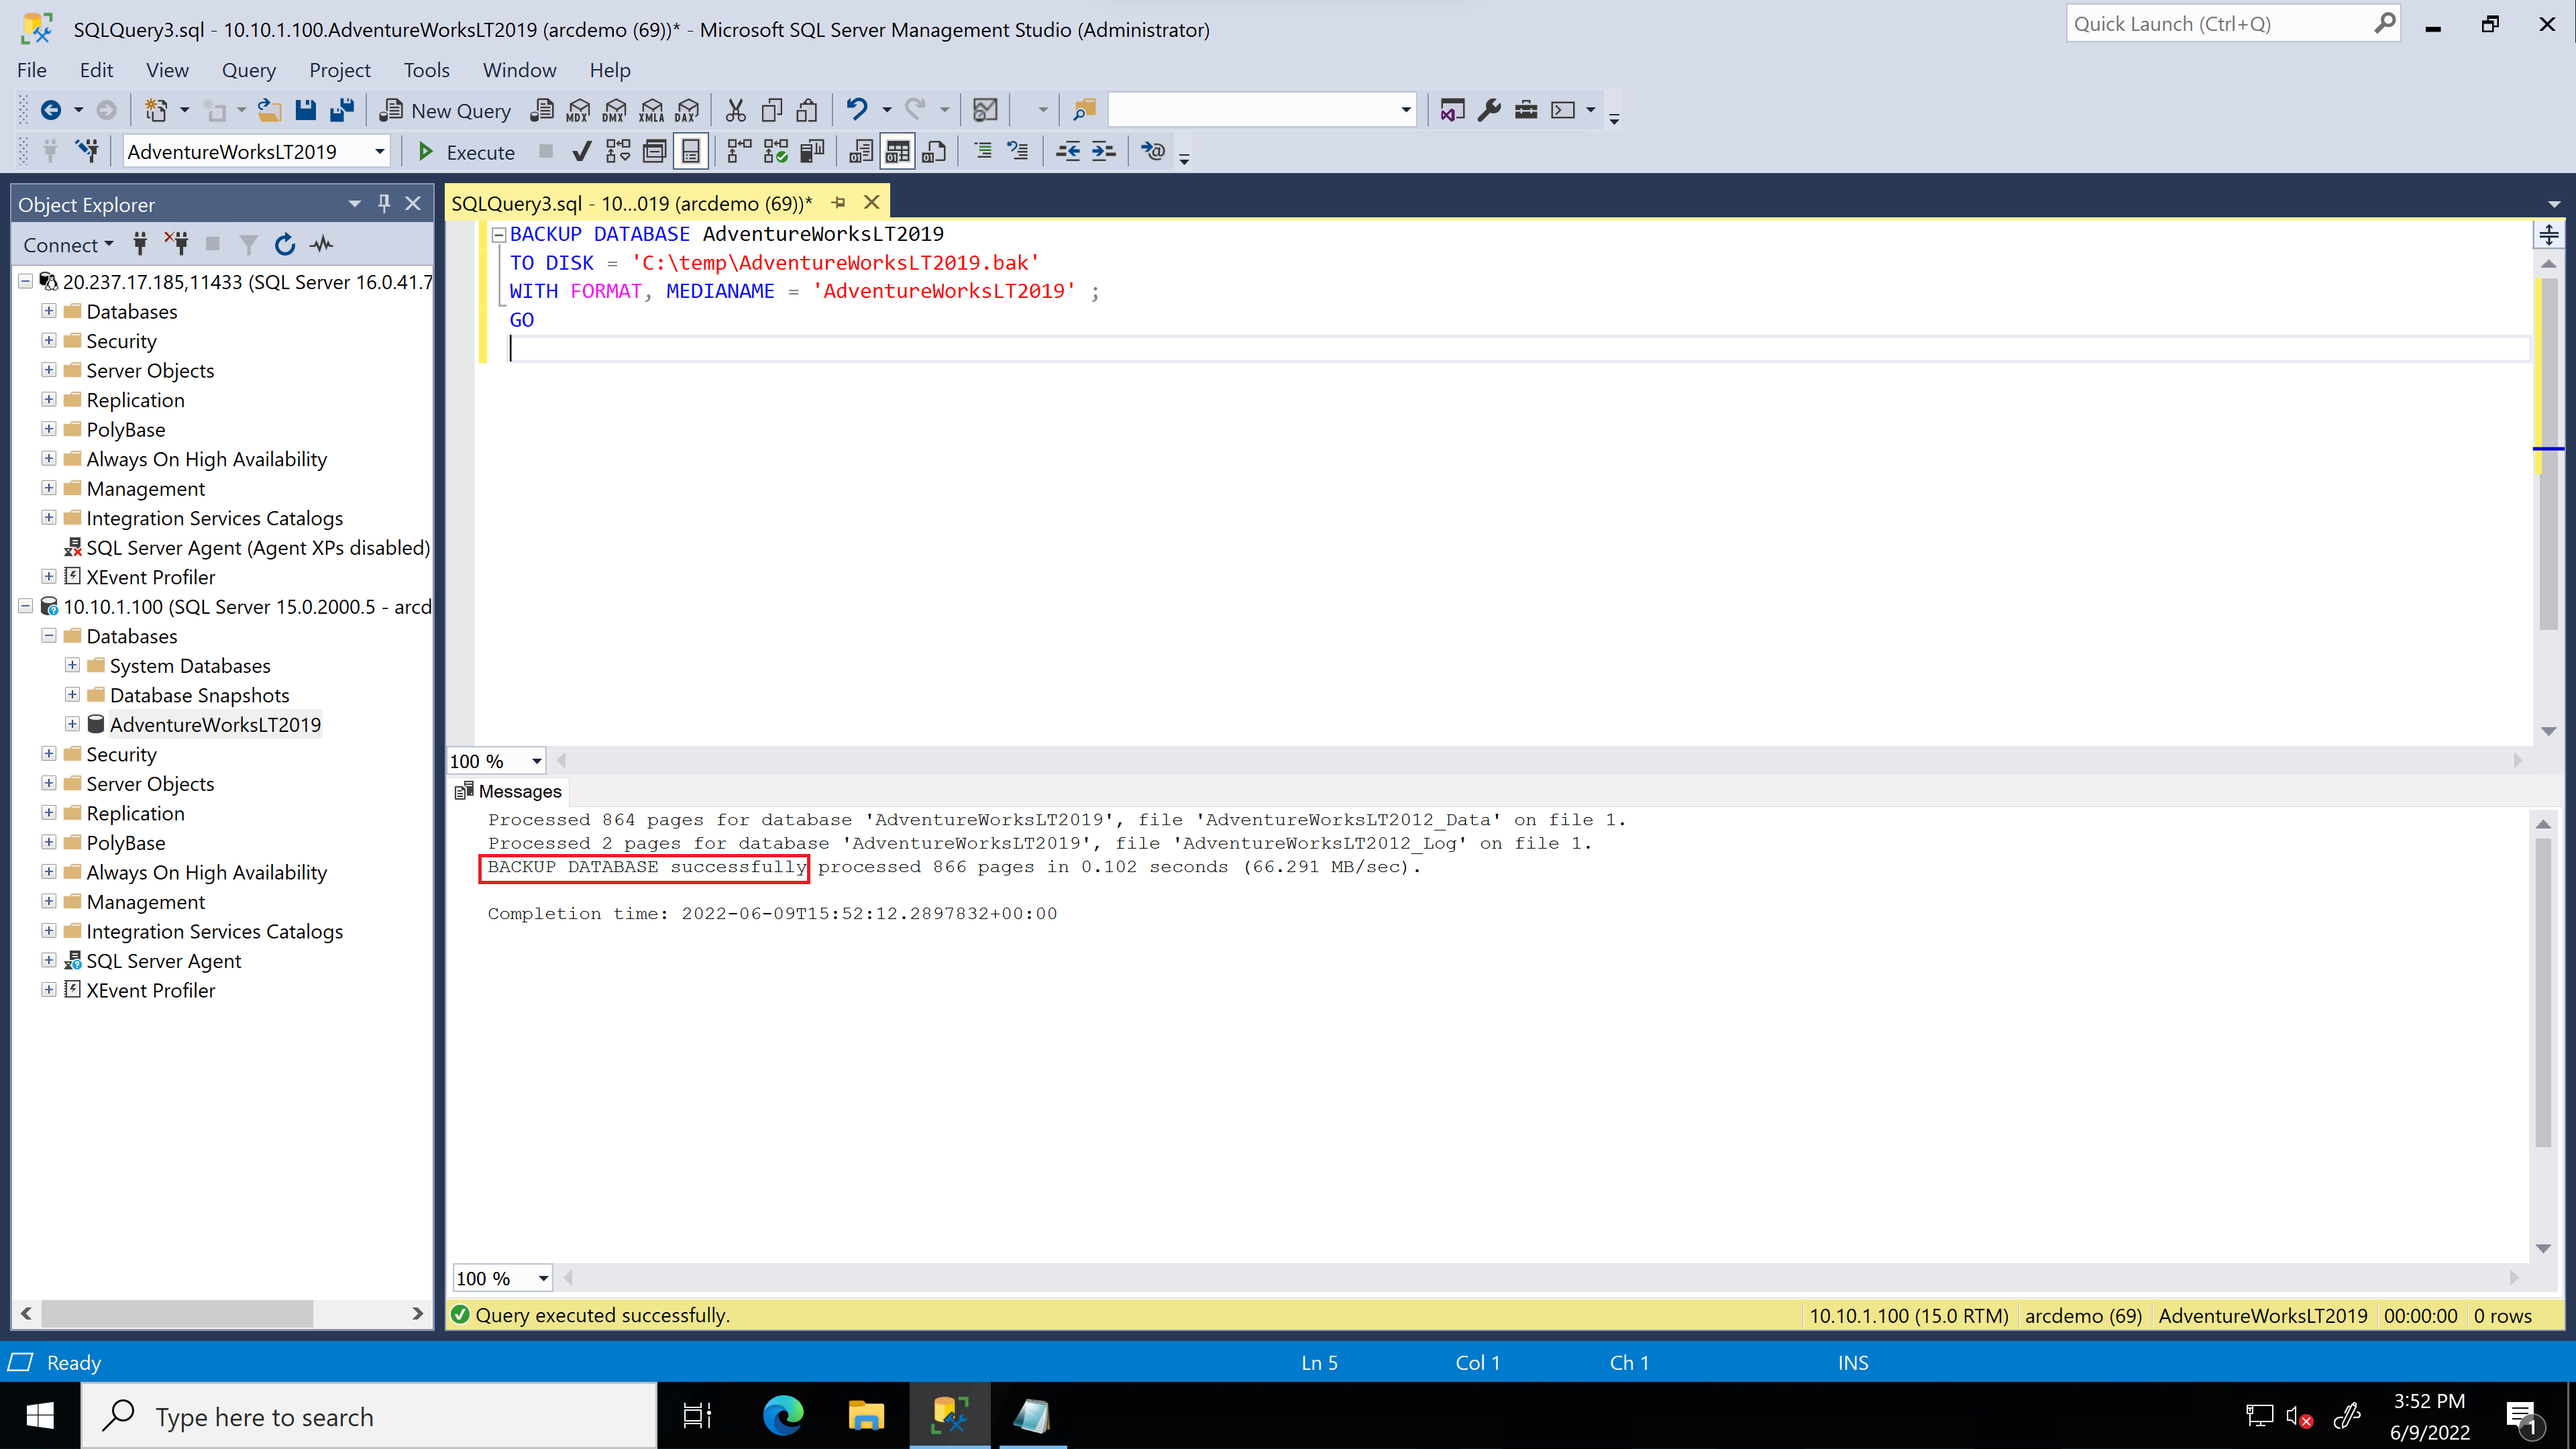 SQLQuery3.sql - 10.10.1.100.AdventureWorksLT2019 (arcdemo (69))* - Microsoft SQL Server Management Studio (Administrator)
Quick Launch (Ctrl+Q)
File Edit View Query Project Tools Window Help
New Query MDX DMX XMLA DAX
AdventureWorksLT2019 Execute
Object Explorer
Connect
20.237.17.185,11433 (SQL Server 16.0.41.7
Databases
Security
Server Objects
Replication
PolyBase
Always On High Availability
Management
Integration Services Catalogs
SQL Server Agent (Agent XPs disabled)
XEvent Profiler
10.10.1.100 (SQL Server 15.0.2000.5 - arcd
Databases
System Databases
Database Snapshots
AdventureWorksLT2019
Security
Server Objects
Replication
PolyBase
Always On High Availability
Management
Integration Services Catalogs
SQL Server Agent
XEvent Profiler
SQLQuery3.sql - 10...019 (arcdemo (69))*
BACKUP DATABASE AdventureWorksLT2019
TO DISK = 'C:\temp\AdventureWorksLT2019.bak'
WITH FORMAT, MEDIANAME = 'AdventureWorksLT2019' ;
GO
100 %
Messages
Processed 864 pages for database 'AdventureWorksLT2019', file 'AdventureWorksLT2012_Data' on file 1.
Processed 2 pages for database 'AdventureWorksLT2019', file 'AdventureWorksLT2012_Log' on file 1.
BACKUP DATABASE successfully processed 866 pages in 0.102 seconds (66.291 MB/sec).
Completion time: 2022-06-09T15:52:12.2897832+00:00
100 %
Query executed successfully. 10.10.1.100 (15.0 RTM) arcdemo (69) AdventureWorksLT2019 00:00:00 0 rows
Ready Ln 5 Col 1 Ch 1 INS
Type here to search
3:52 PM
6/9/2022
1